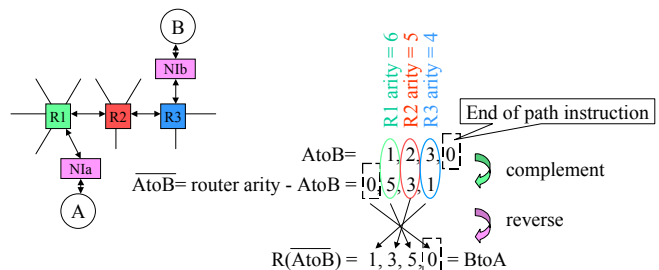 B
NIb
R1
R2
R3
NIa
A
R1 arity = 6
R2 arity = 5
R3 arity = 4
End of path instruction
AtoB= 1, 2, 3, 0
AtoB= router arity - AtoB = 0, 5, 3, 1
complement
reverse
R(AtoB) = 1, 3, 5, 0 = BtoA